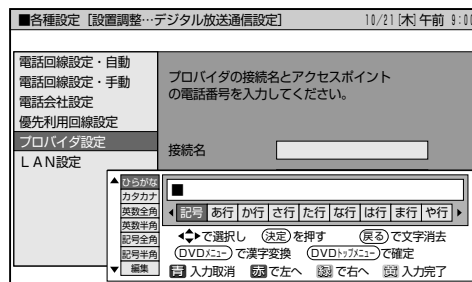 ■各種設定［設置調整…デジタル放送通信設定］ 10/21[木]午前 9:00
電話回線設定・自動
電話回線設定・手動
電話会社設定
優先利用回線設定
プロバイダ設定
ＬＡＮ設定
プロバイダの接続名とアクセスポイント
の電話番号を入力してください。
接続名
▲ ひらがな
カタカナ
英数全角
英数半角
記号全角
記号半角
▼ 編集
■
記号 あ行 か行 さ行 た行 な行 は行 ま行 や行
で選択し 決定を押す 戻るで文字消去
DVDﾒﾆｭｰで漢字変換 DVDﾄｯﾌﾟﾒﾆｭｰで確定
青 入力取消 赤で左へ 緑で右へ 黄 入力完了